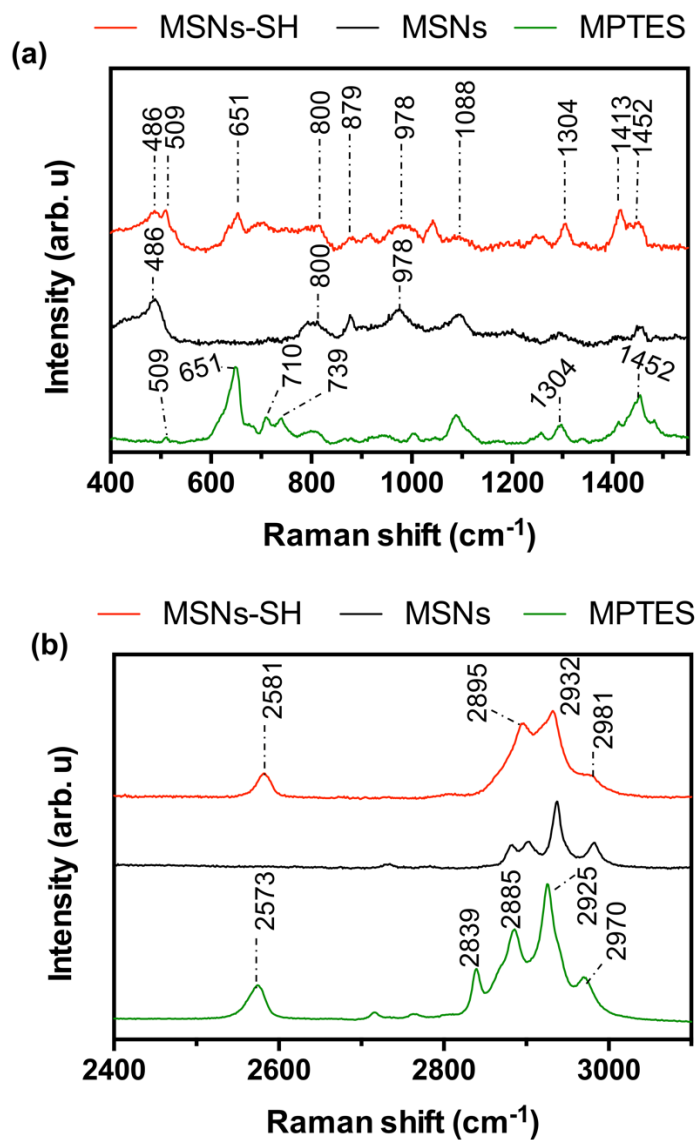 MSNs-SH MSNs MPTES
(a)
486 509 651 800 879 978 1088 1304 1413 1452
486 800 978
509 651 710 739 1304 1452
Intensity (arb. u)
400 600 800 1000 1200 1400
Raman shift (cm-1)
MSNs-SH MSNs MPTES
(b)
2581 2895 2932 2981
2573 2839 2885 2925 2970
Intensity (arb. u)
2400 2600 2800 3000
Raman shift (cm-1)